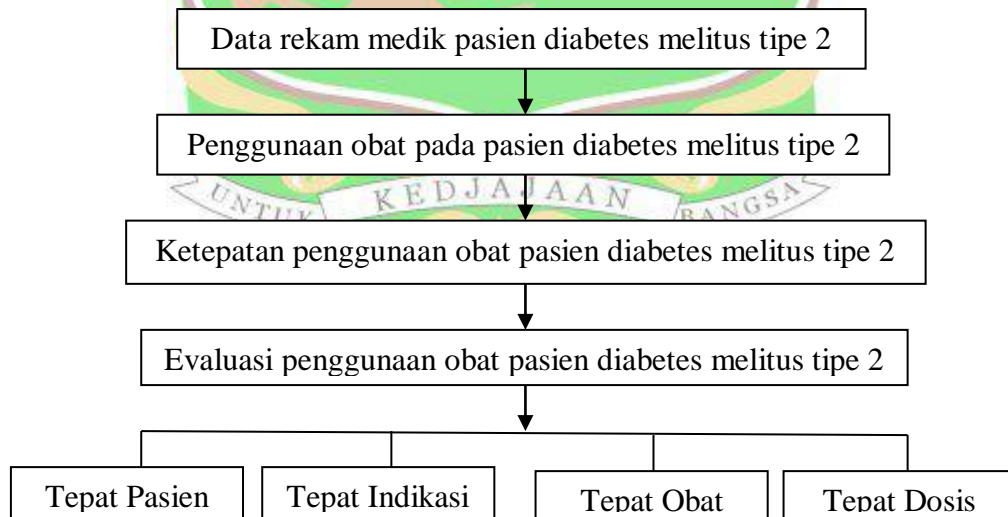 Data rekam medik pasien diabetes melitus tipe 2
Penggunaan obat pada pasien diabetes melitus tipe 2
UNTUK KEDJAJAAN BANGSA
Ketepatan penggunaan obat pasien diabetes melitus tipe 2
Evaluasi penggunaan obat pasien diabetes melitus tipe 2
Tepat Pasien
Tepat Indikasi
Tepat Obat
Tepat Dosis